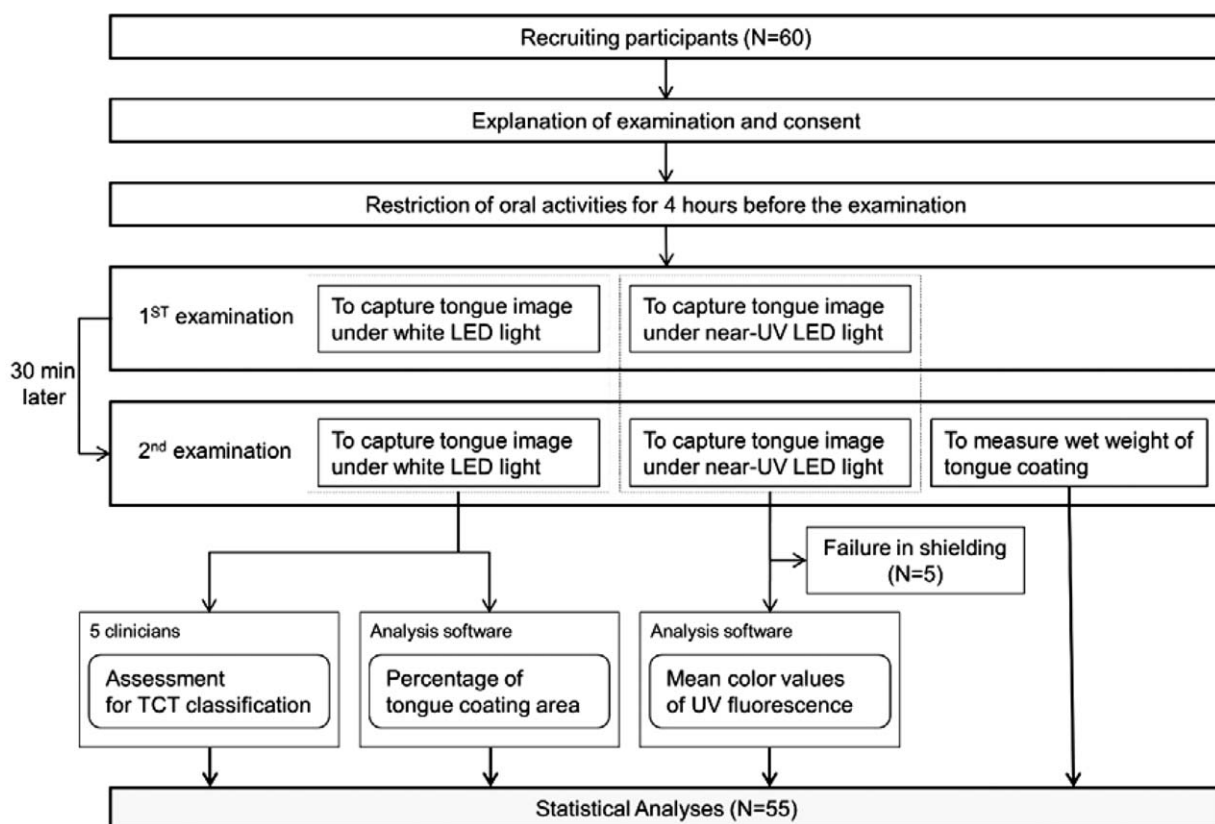 Recruiting participants (N=60)
Explanation of examination and consent
Restriction of oral activities for 4 hours before the examination
1ST examination
To capture tongue image
under white LED light
To capture tongue image
under near-UV LED light
30 min
later
2nd examination
To capture tongue image
under white LED light
To capture tongue image
under near-UV LED light
To measure wet weight of
tongue coating
Failure in shielding
(N=5)
5 clinicians
Assessment
for TCT classification
Analysis software
Percentage of
tongue coating area
Analysis software
Mean color values
of UV fluorescence
Statistical Analyses (N=55)